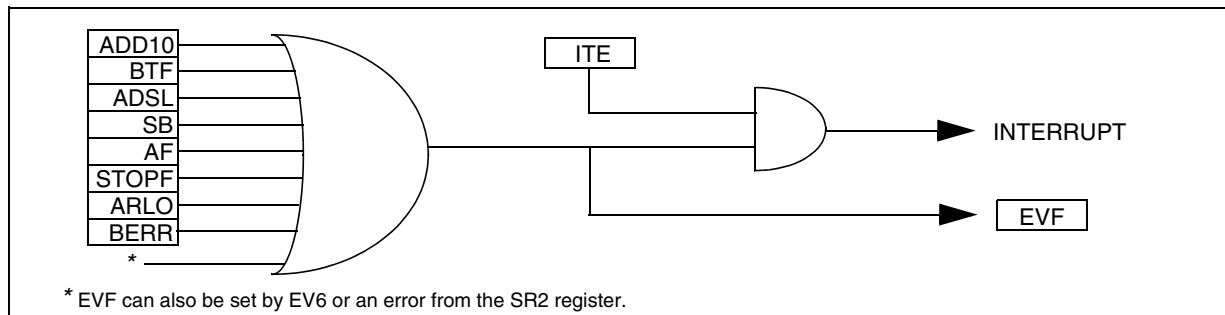 ADD10
BTF
ADSL
SB
AF
STOPF
ARLO
BERR
*
ITE
INTERRUPT
EVF
* EVF can also be set by EV6 or an error from the SR2 register.